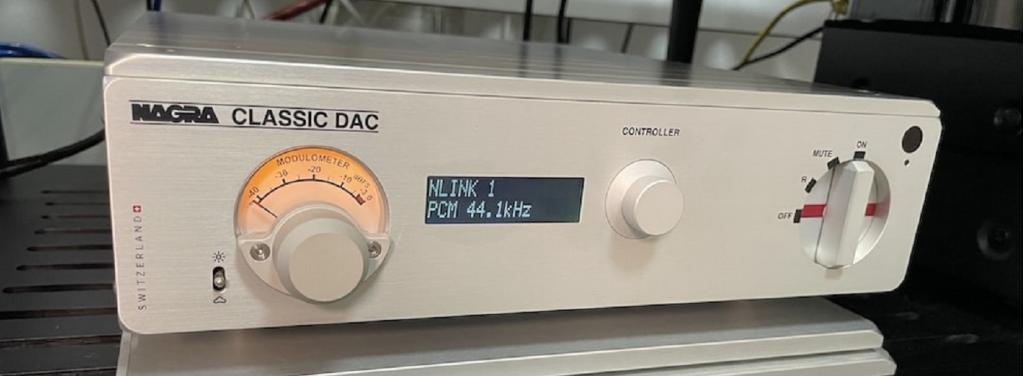 NAGRA CLASSIC DAC
CONTROLLER
MODULOMETER
-40 -30 -20 -10
NLINK 1
PCM 44.1kHz
OFF R MUTE ON
SWITZERLAND